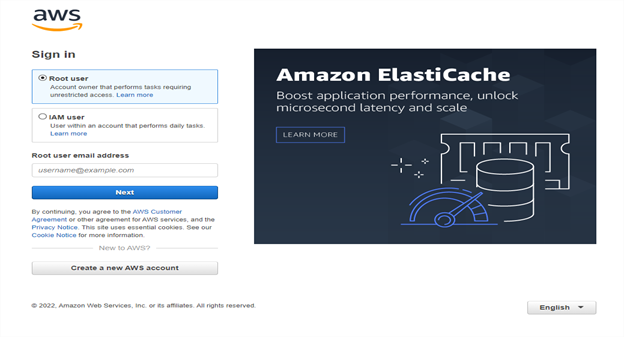 aws
Sign in
Root user
Account owner that performs tasks requiring
unrestricted access. Learn more
IAM user
User within an account that performs daily tasks.
Learn more
Root user email address
username@example.com
Next
By continuing, you agree to the AWS Customer
Agreement or other agreement for AWS services, and the
Privacy Notice. This site uses essential cookies. See our
Cookie Notice for more information.
New to AWS?
Create a new AWS account
Amazon ElastiCache
Boost application performance, unlock
microsecond latency and scale
LEARN MORE
© 2022, Amazon Web Services, Inc. or its affiliates. All rights reserved.
English